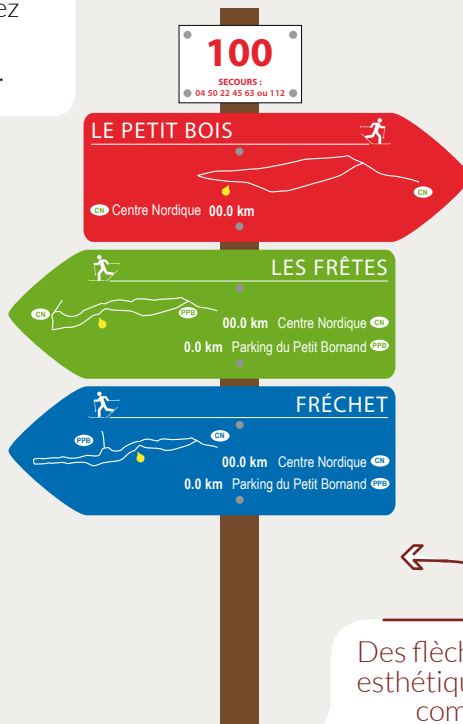 ez
.
100
SECOURS :
04 50 22 45 63 ou 112
LE PETIT BOIS
CN
CN Centre Nordique 00.0 km
LES FRÊTES
CN
PPB
00.0 km Centre Nordique CN
0.0 km Parking du Petit Bornand PPB
FRÉCHET
PPB
CN
00.0 km Centre Nordique CN
0.0 km Parking du Petit Bornand PPB
Des flèch
esthétiqu
com